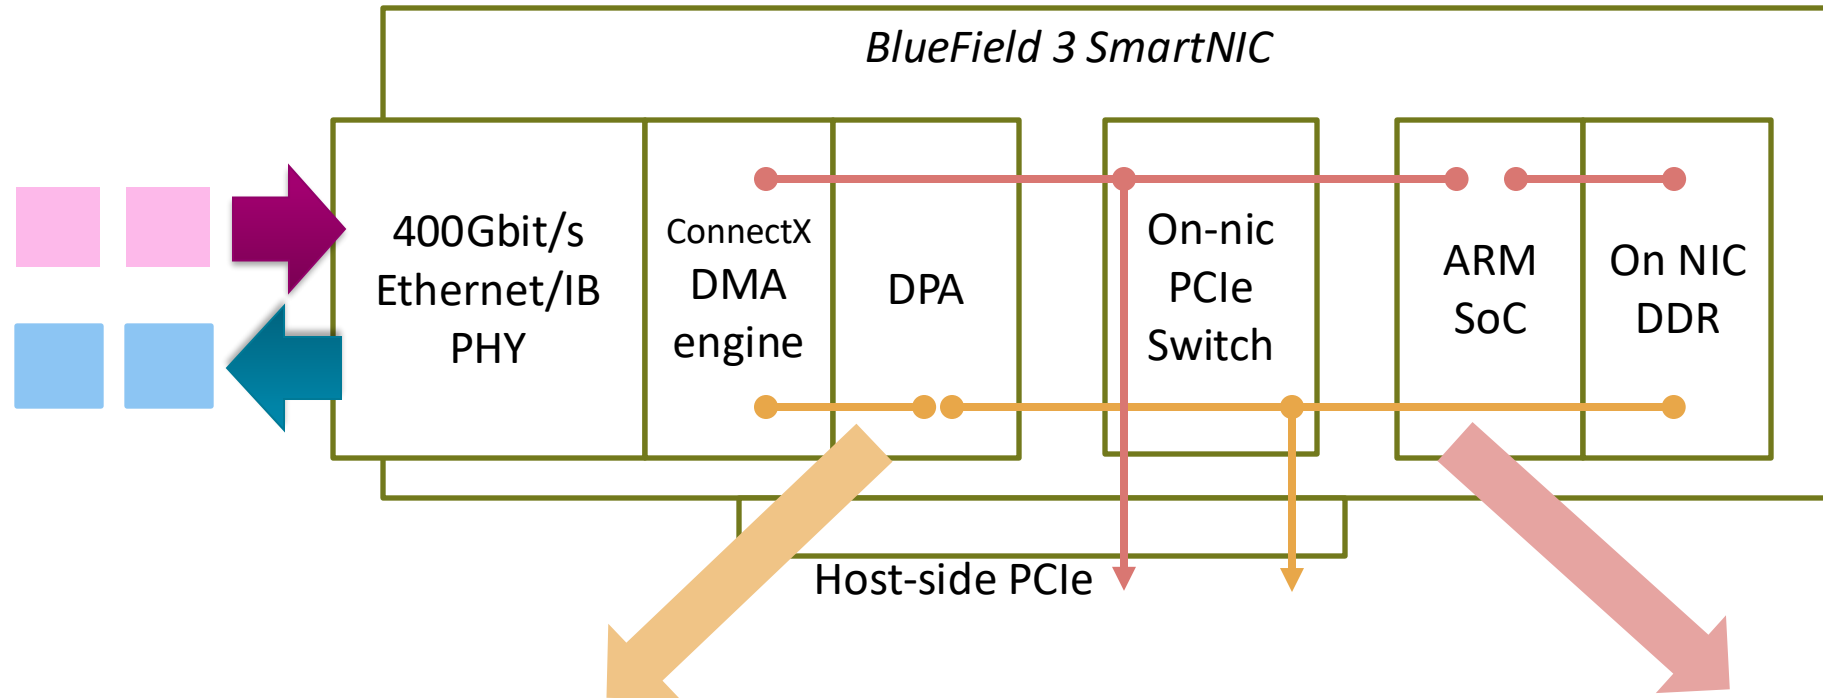 BlueField 3 SmartNIC
400Gbit/s
Ethernet/IB
PHY
ConnectX
DMA
engine
DPA
On-nic
PCIe
Switch
ARM
SoC
On NIC
DDR
Host-side PCIe